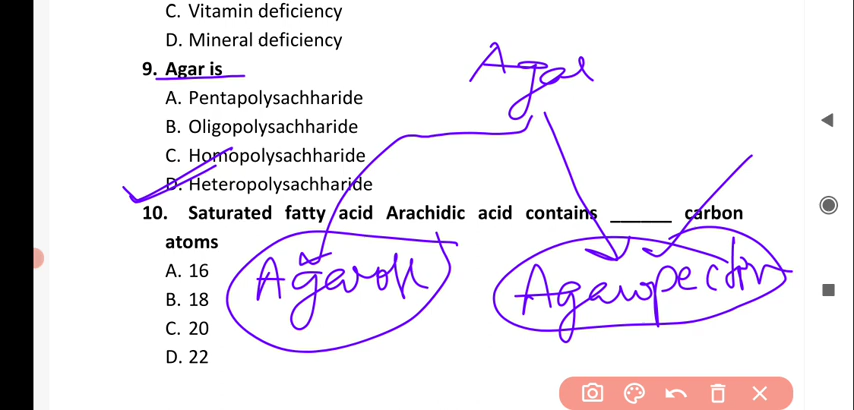 C. Vitamin deficiency
D. Mineral deficiency
9. Agar is
A. Pentapolysachharide
B. Oligopolysachharide
C. Homopolysachharide
D. Heteropolysachharide
Agar
10. Saturated fatty acid Arachidic acid contains ______ carbon
atoms
A. 16
B. 18
C. 20
D. 22
Agaropectin